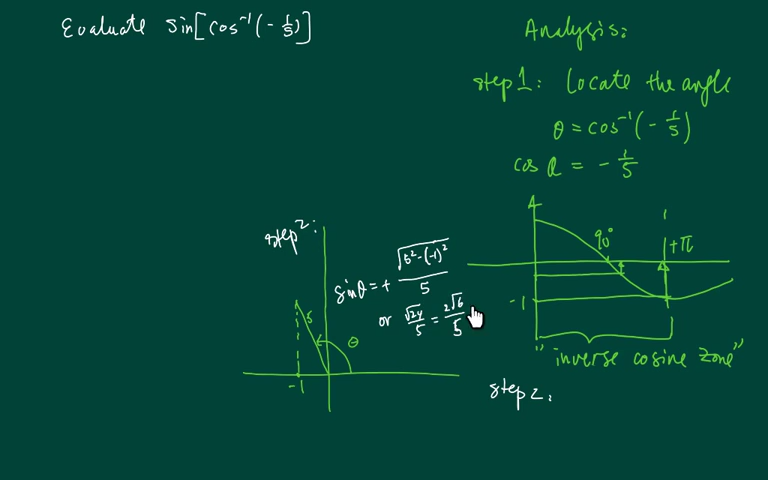 Evaluate Sin[cos⁻¹(-1/5)]
Analysis:
step 1: Locate the angle
θ = cos⁻¹(-1/5)
cos θ = -1/5
step 2:
sinθ = + √(5²-(-1)²)/5
or √24/5 = 2√6/5
5
θ
-1
90°
+π
-1
"inverse cosine zone"
step 2: